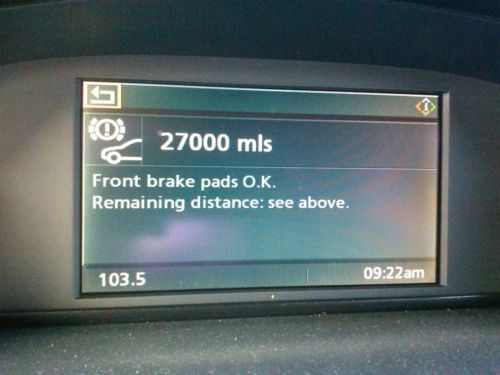 27000 mls
Front brake pads O.K.
Remaining distance: see above.
103.5 09:22am